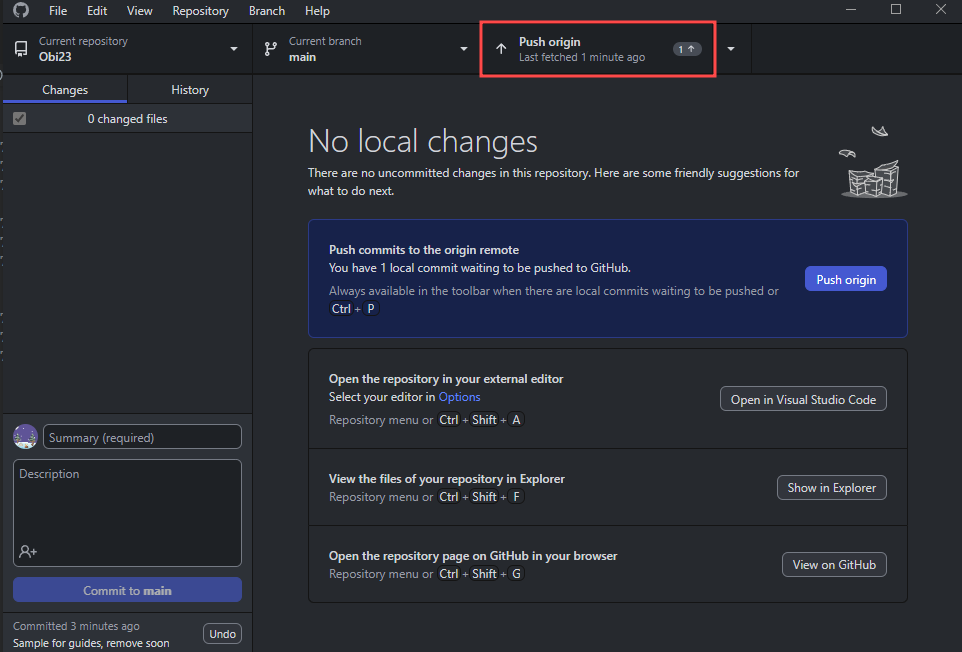 File Edit View Repository Branch Help
Current repository
Obi23
Current branch
main
Push origin
Last fetched 1 minute ago
1
Changes History
0 changed files
No local changes
There are no uncommitted changes in this repository. Here are some friendly suggestions for
what to do next.
Push commits to the origin remote
You have 1 local commit waiting to be pushed to GitHub.
Always available in the toolbar when there are local commits waiting to be pushed or
Ctrl + P
Push origin
Open the repository in your external editor
Select your editor in Options
Repository menu or Ctrl + Shift + A
Open in Visual Studio Code
View the files of your repository in Explorer
Repository menu or Ctrl + Shift + F
Show in Explorer
Open the repository page on GitHub in your browser
Repository menu or Ctrl + Shift + G
View on GitHub
Summary (required)
Description
Commit to main
Committed 3 minutes ago
Sample for guides, remove soon
Undo